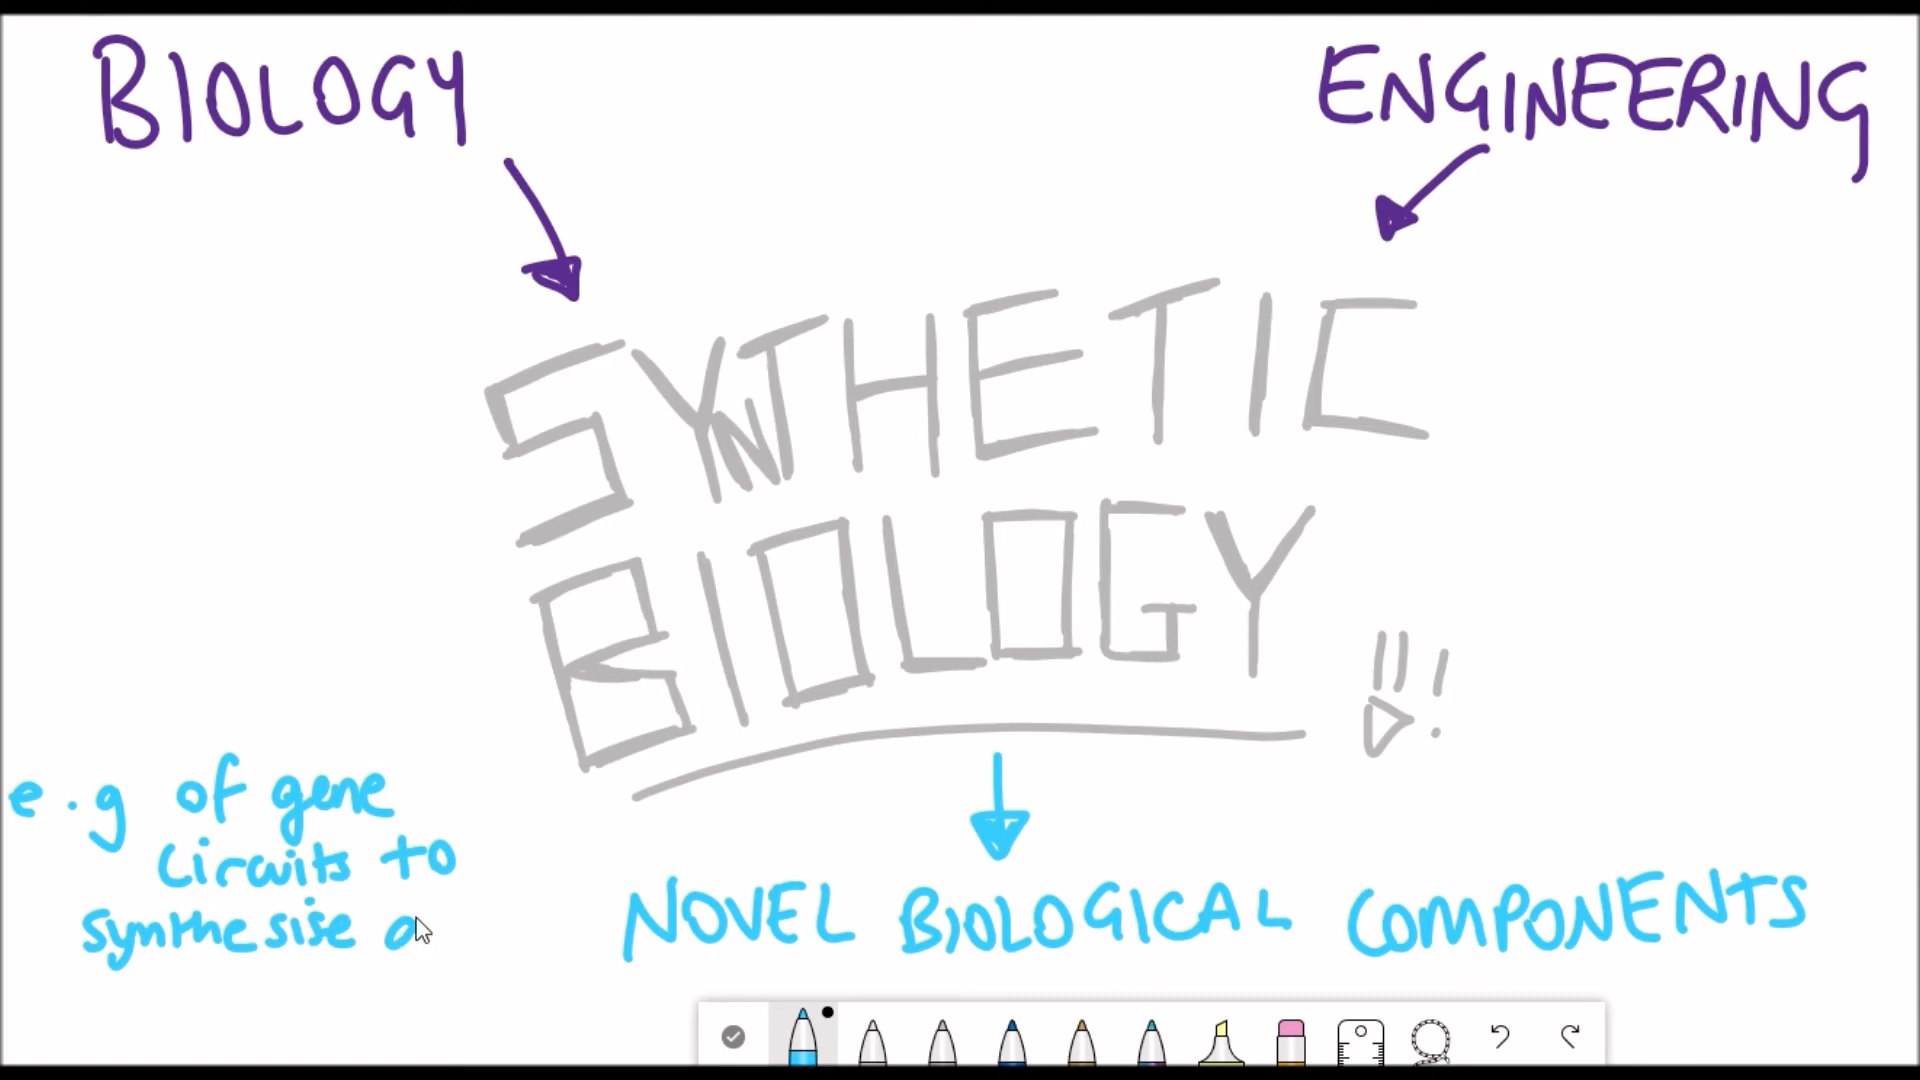 BIOLOGY
ENGINEERING
SYNTHETIC
BIOLOGY !!!
e.g of gene
circuits to
synthesise a
NOVEL BIOLOGICAL COMPONENTS